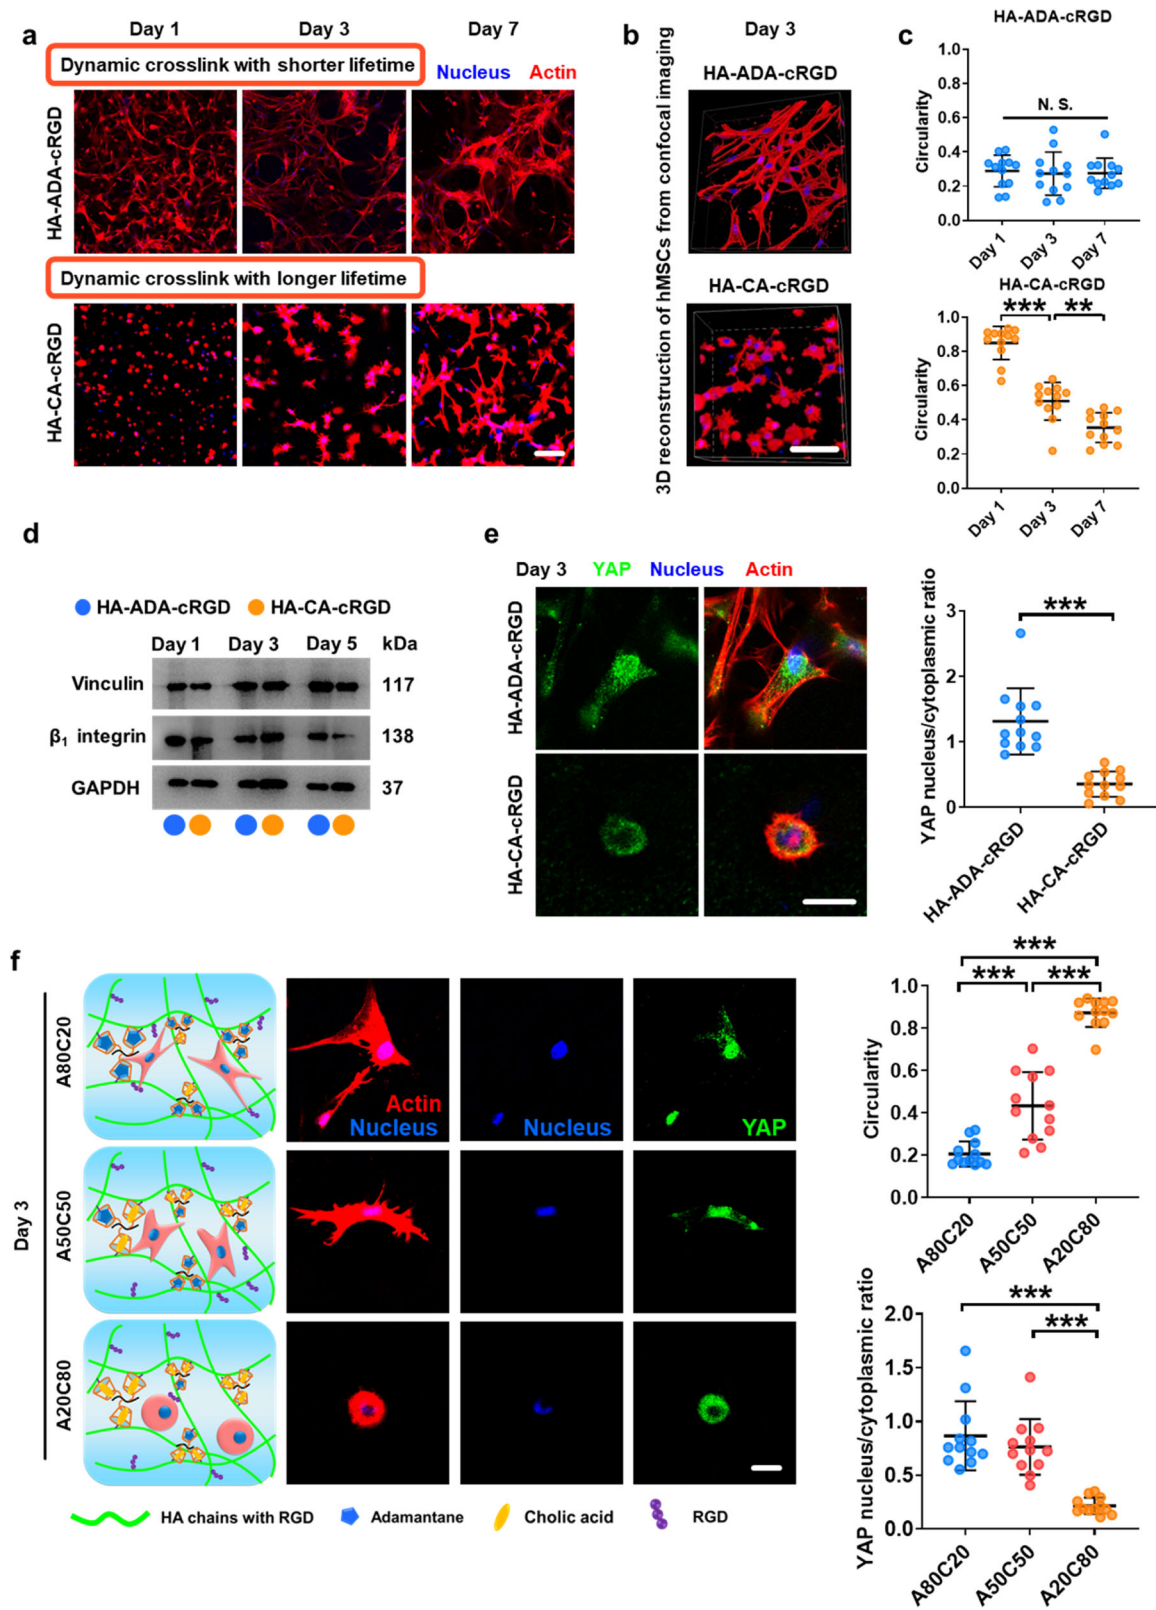 a
Day 1
Day 3
Day 7
Dynamic crosslink with shorter lifetime
Nucleus
Actin
HA-ADA-cRGD
Dynamic crosslink with longer lifetime
HA-CA-cRGD
b
Day 3
3D reconstruction of hMSCs from confocal imaging
HA-ADA-cRGD
HA-CA-cRGD
c
HA-ADA-cRGD
Circularity
1.0
0.8
0.6
0.4
0.2
0.0
N. S.
Day 1
Day 3
Day 7
HA-CA-cRGD
Circularity
1.0
0.8
0.6
0.4
0.2
0.0
***
**
Day 1
Day 3
Day 7
d
HA-ADA-cRGD
HA-CA-cRGD
Day 1
Day 3
Day 5
kDa
Vinculin
117
β1 integrin
138
GAPDH
37
e
Day 3
YAP
Nucleus
Actin
HA-ADA-cRGD
HA-CA-cRGD
YAP nucleus/cytoplasmic ratio
3
2
1
0
***
HA-ADA-cRGD
HA-CA-cRGD
f
Day 3
A80C20
Actin
Nucleus
Nucleus
YAP
A50C50
A20C80
HA chains with RGD
Adamantane
Cholic acid
RGD
Circularity
1.0
0.8
0.6
0.4
0.2
0.0
***
***
***
A80C20
A50C50
A20C80
YAP nucleus/cytoplasmic ratio
2.0
1.5
1.0
0.5
0.0
***
***
A80C20
A50C50
A20C80